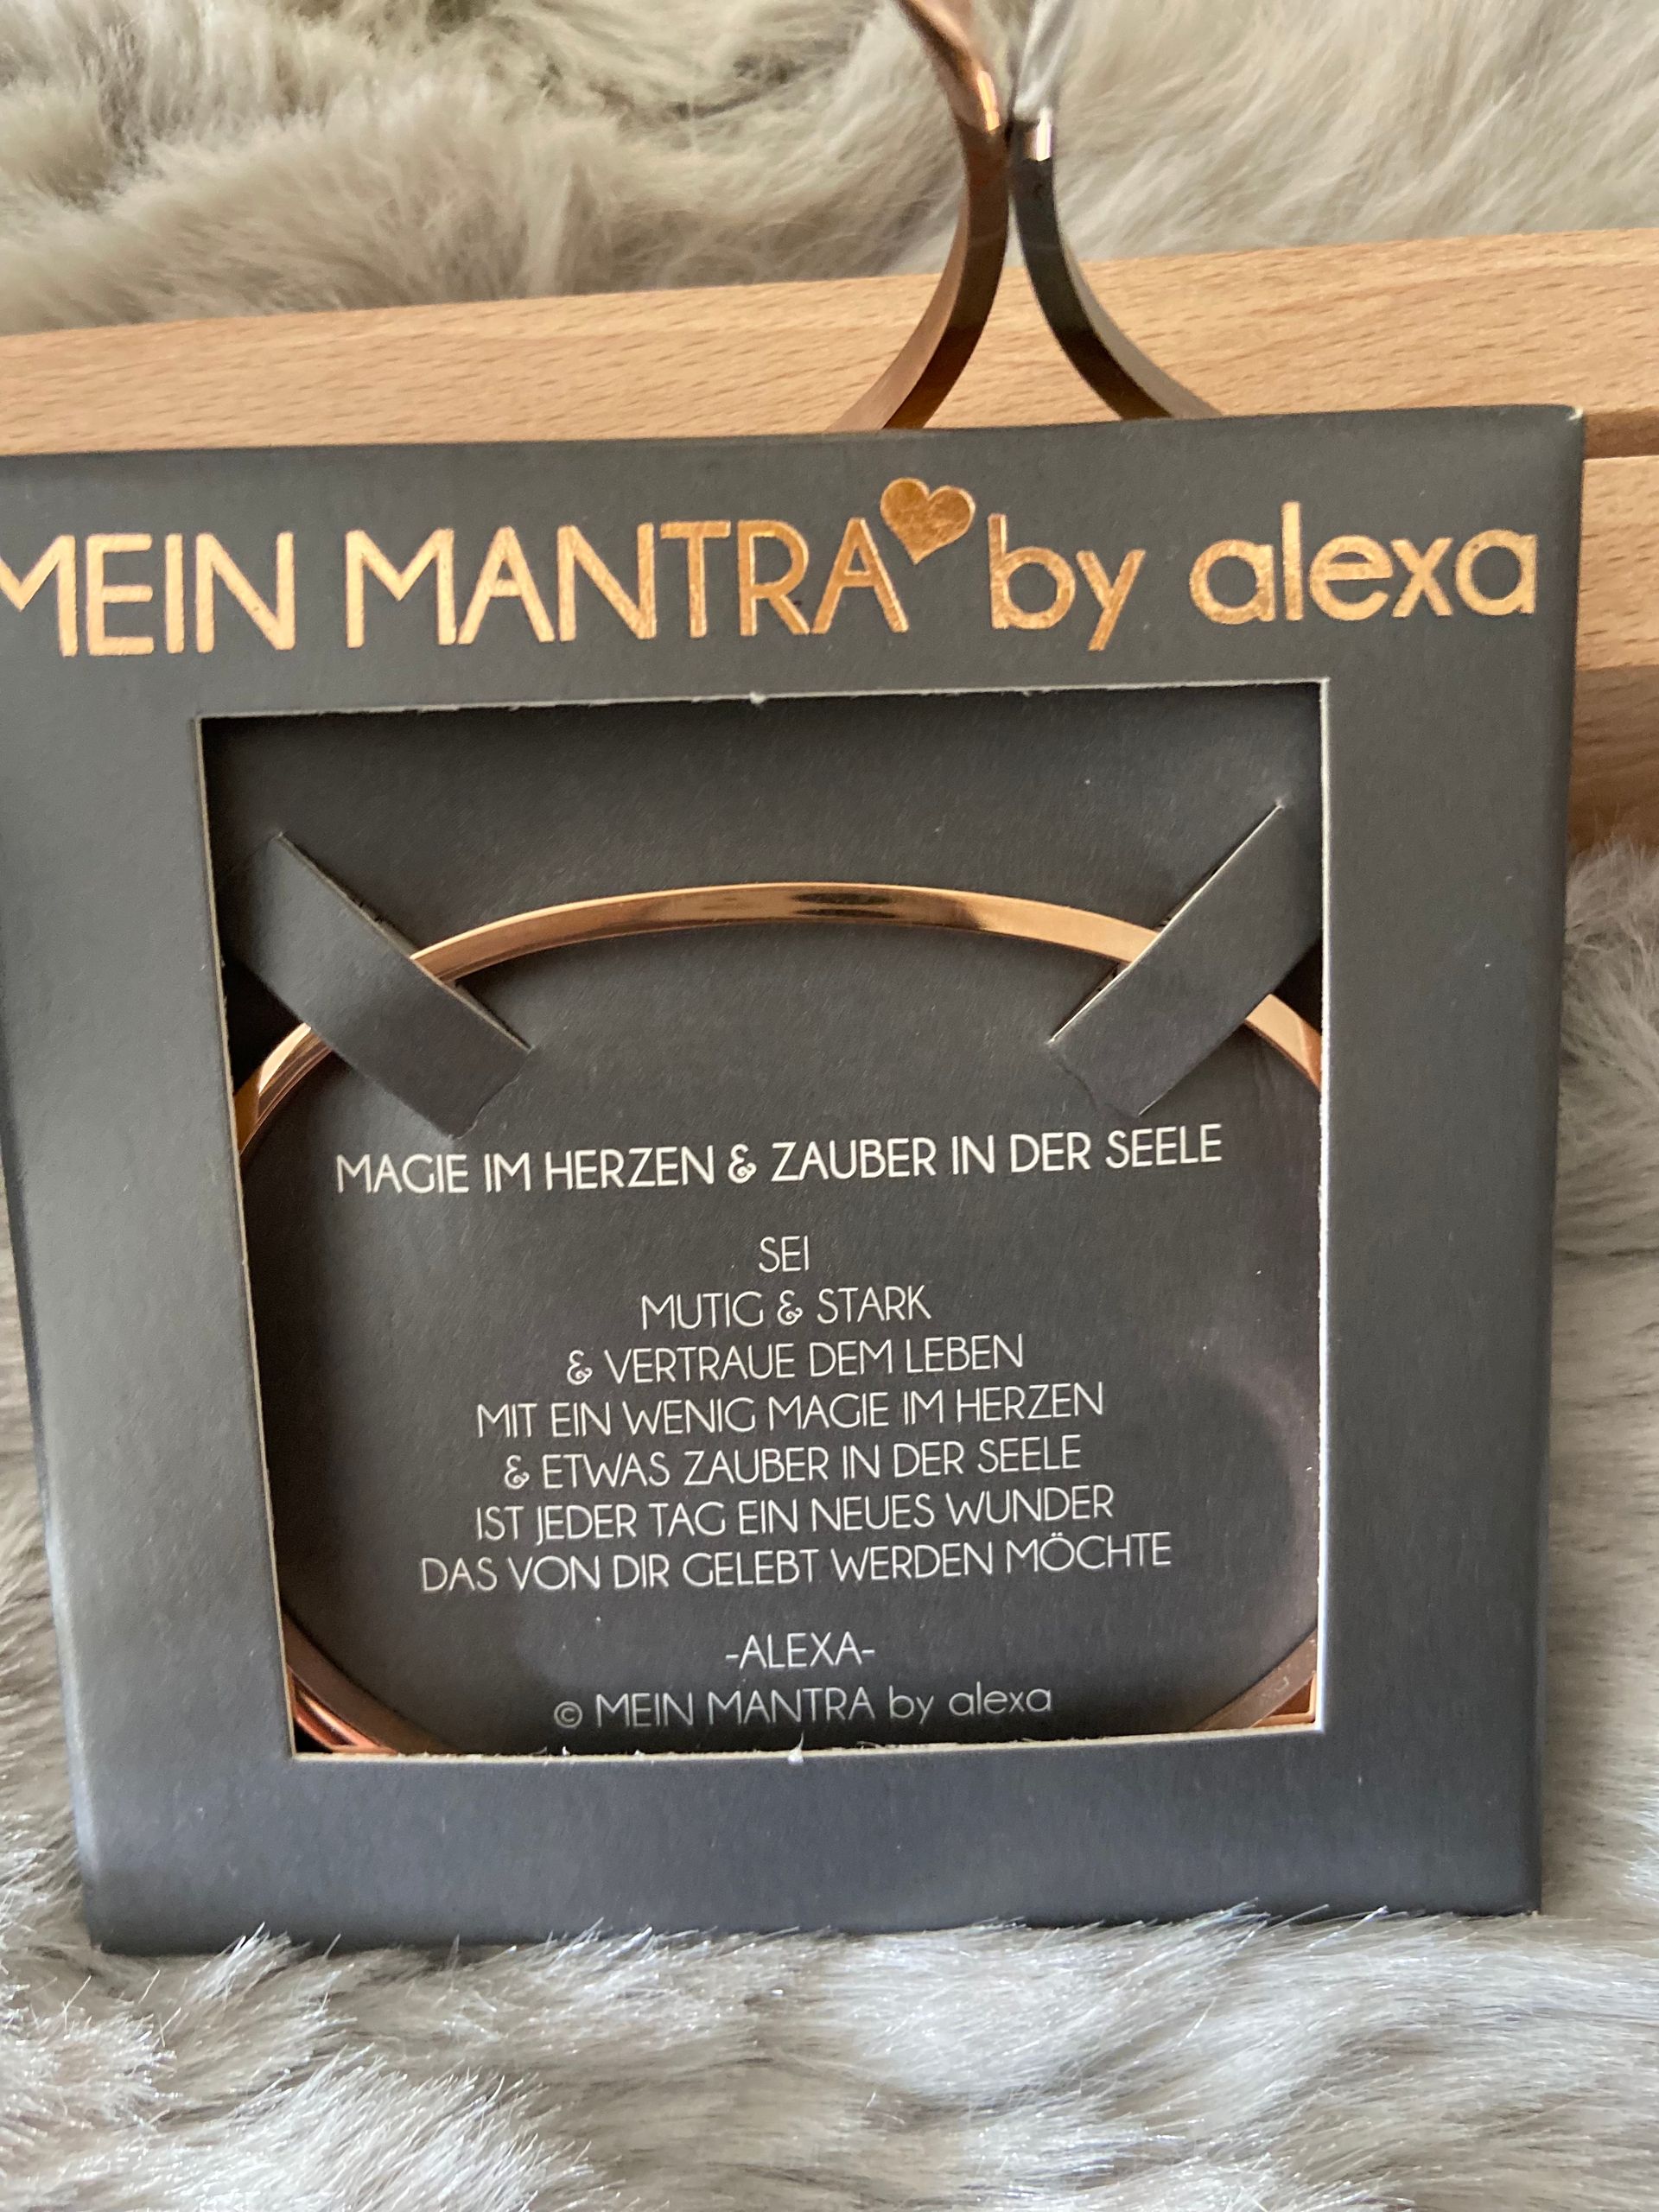 MEIN MANTRA by alexa
MAGIE IM HERZEN & ZAUBER IN DER SEELE
SEI
MUTIG & STARK
& VERTRAUE DEM LEBEN
MIT EIN WENIG MAGIE IM HERZEN
& ETWAS ZAUBER IN DER SEELE
IST JEDER TAG EIN NEUES WUNDER
DAS VON DIR GELEBT WERDEN MÖCHTE
-ALEXA-
© MEIN MANTRA by alexa